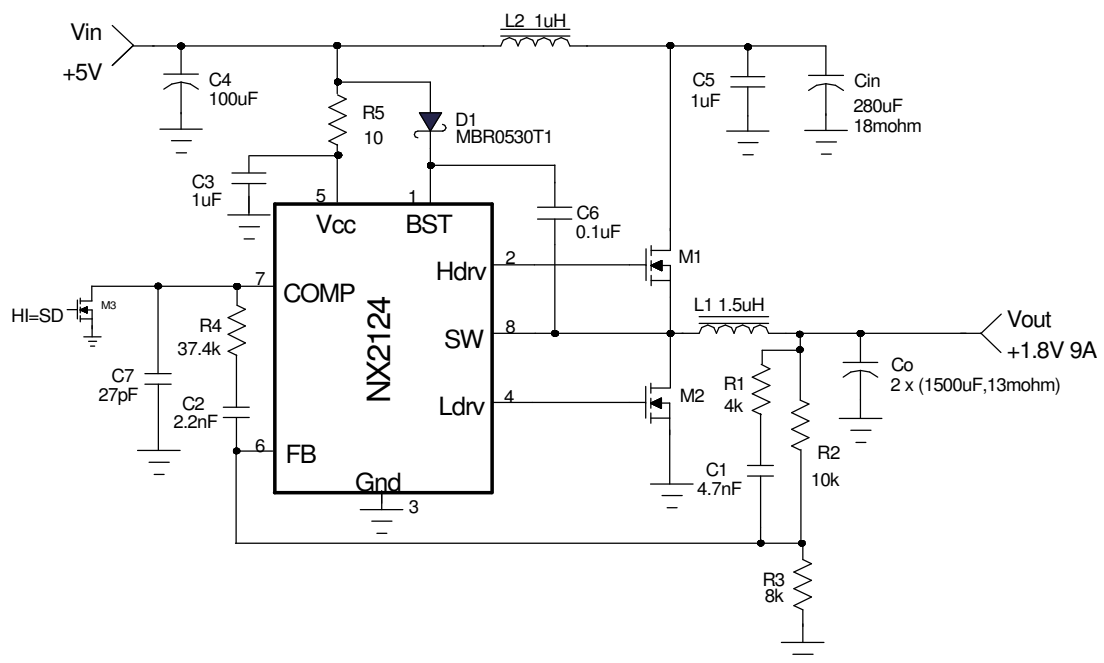 L2 1uH
Vin
+5V
C4
100uF
R5
10
D1
MBR0530T1
C5
1uF
Cin
280uF
18mohm
C3
1uF
5
1
Vcc
BST
C6
0.1uF
Hdrv
2
M1
HI=SD
M3
7
COMP
R4
37.4k
C7
27pF
C2
2.2nF
NX2124
SW
8
L1 1.5uH
Vout
+1.8V 9A
Co
2 x (1500uF,13mohm)
R1
4k
Ldrv
4
M2
6
FB
R2
10k
C1
4.7nF
Gnd
3
R3
8k